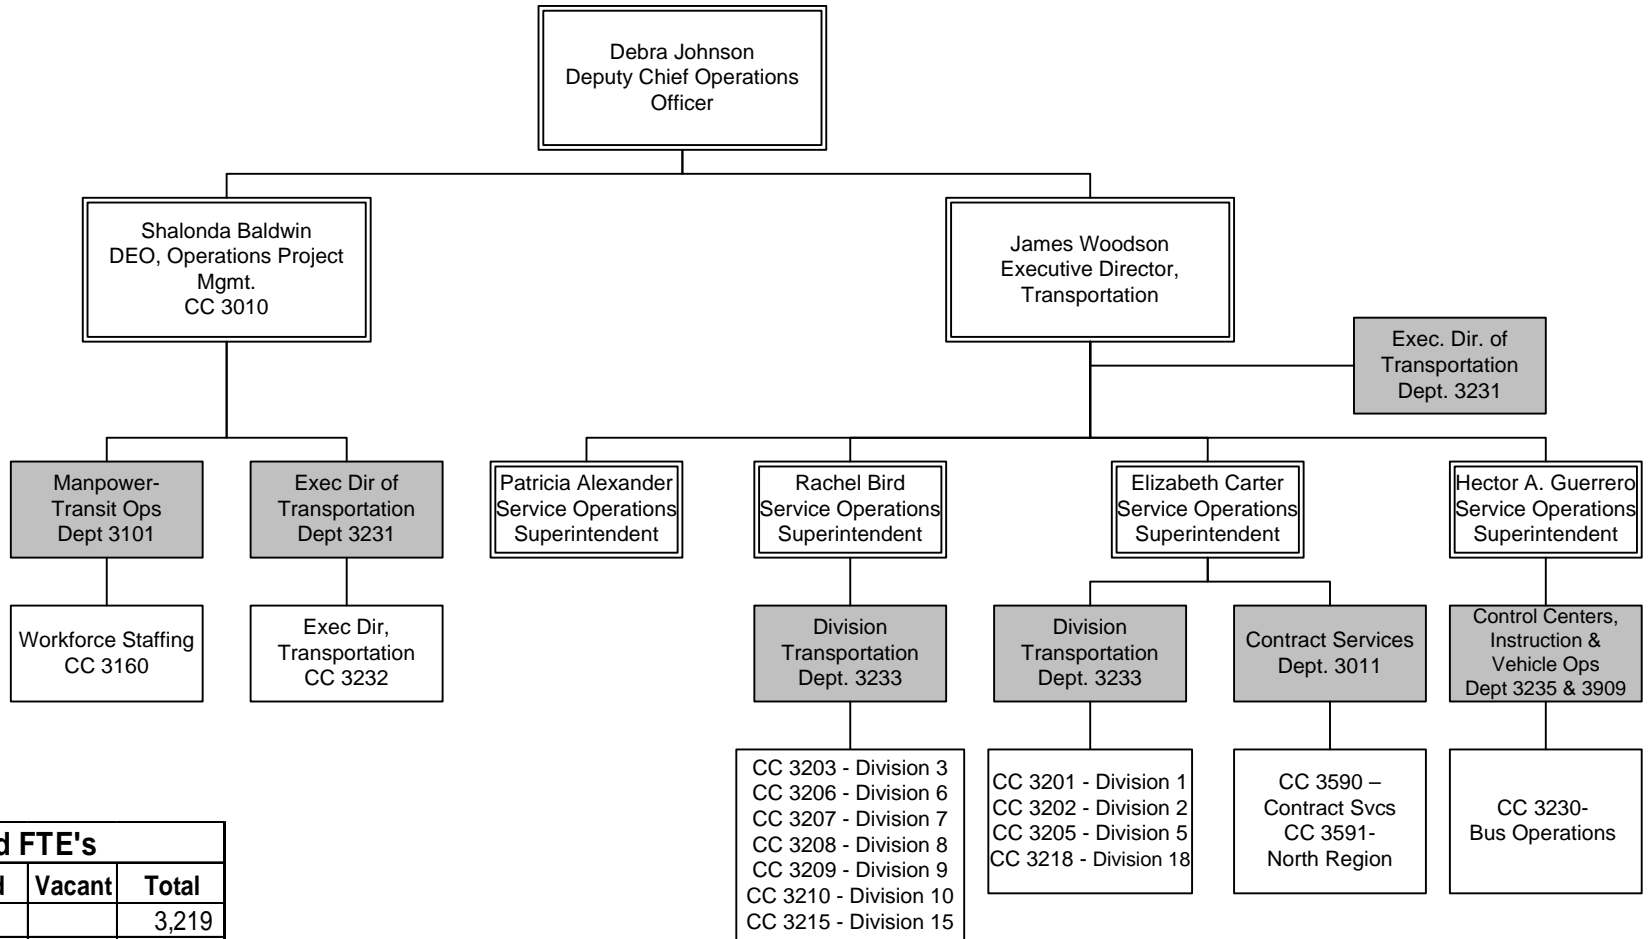 Debra Johnson
Deputy Chief Operations
Officer
Shalonda Baldwin
DEO, Operations Project
Mgmt.
CC 3010
James Woodson
Executive Director,
Transportation
Exec. Dir. of
Transportation
Dept. 3231
Manpower-
Transit Ops
Dept 3101
Exec Dir of
Transportation
Dept 3231
Patricia Alexander
Service Operations
Superintendent
Rachel Bird
Service Operations
Superintendent
Elizabeth Carter
Service Operations
Superintendent
Hector A. Guerrero
Service Operations
Superintendent
Workforce Staffing
CC 3160
Exec Dir,
Transportation
CC 3232
Division
Transportation
Dept. 3233
Division
Transportation
Dept. 3233
Contract Services
Dept. 3011
Control Centers,
Instruction &
Vehicle Ops
Dept 3235 & 3909
CC 3203 - Division 3
CC 3206 - Division 6
CC 3207 - Division 7
CC 3208 - Division 8
CC 3209 - Division 9
CC 3210 - Division 10
CC 3215 - Division 15
CC 3201 - Division 1
CC 3202 - Division 2
CC 3205 - Division 5
CC 3218 - Division 18
CC 3590 –
Contract Svcs
CC 3591-
North Region
CC 3230-
Bus Operations
FTE's
Vacant Total
3,219